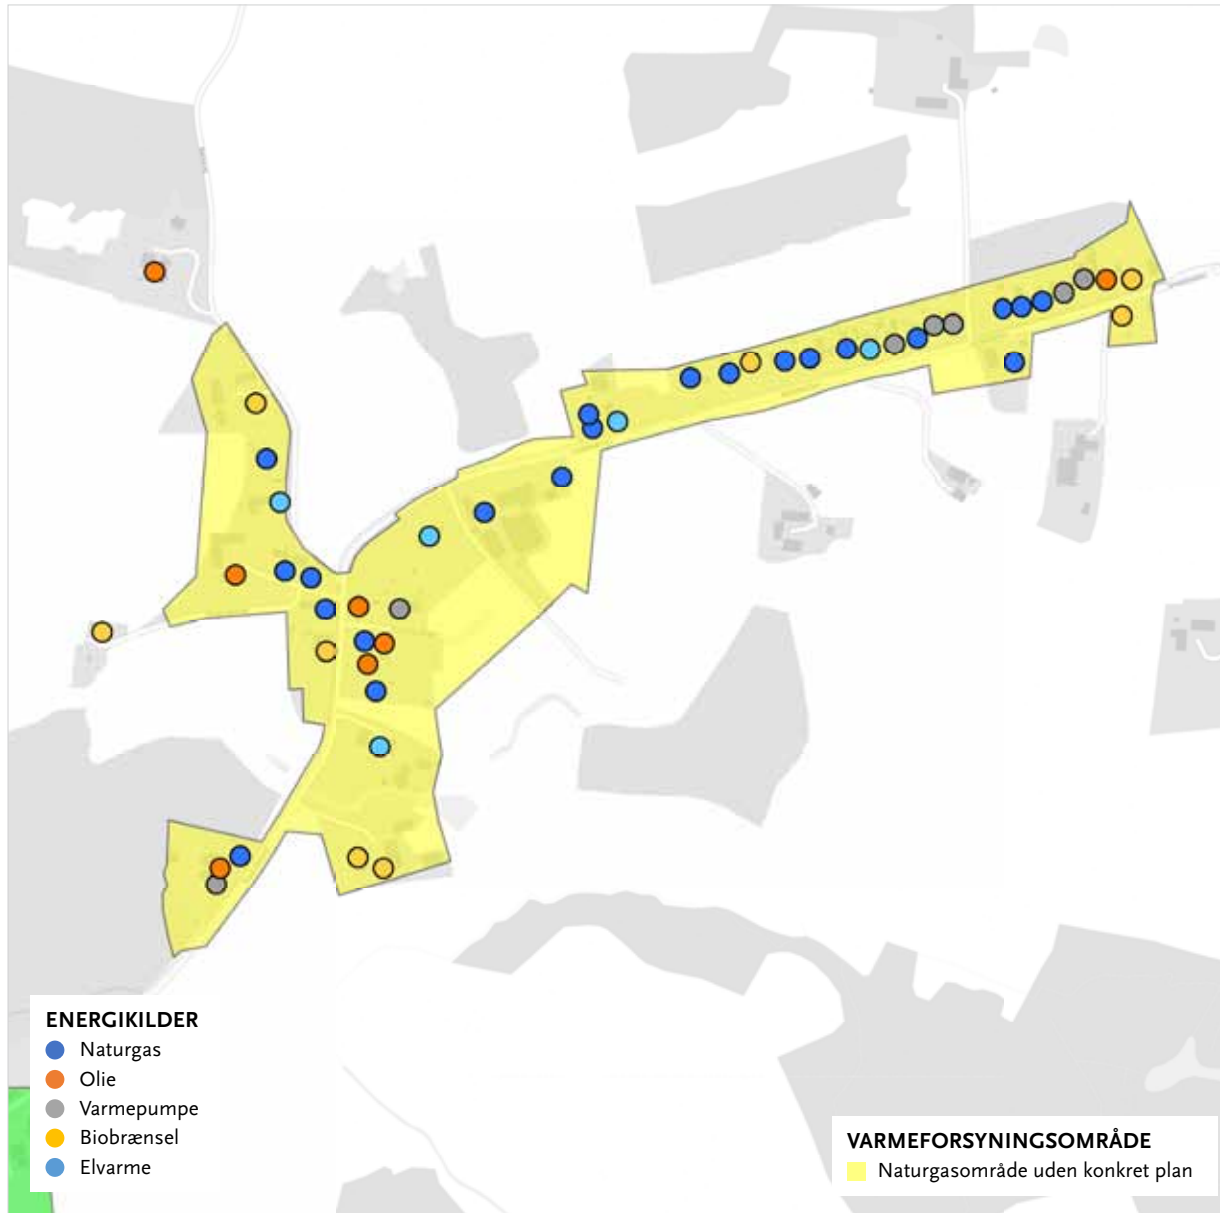 ENERGIKILDER
Naturgas
Olie
Varmepumpe
Biobrænsel
Elvarme
VARMEFORSYNINGSOMRÅDE
Naturgasområde uden konkret plan